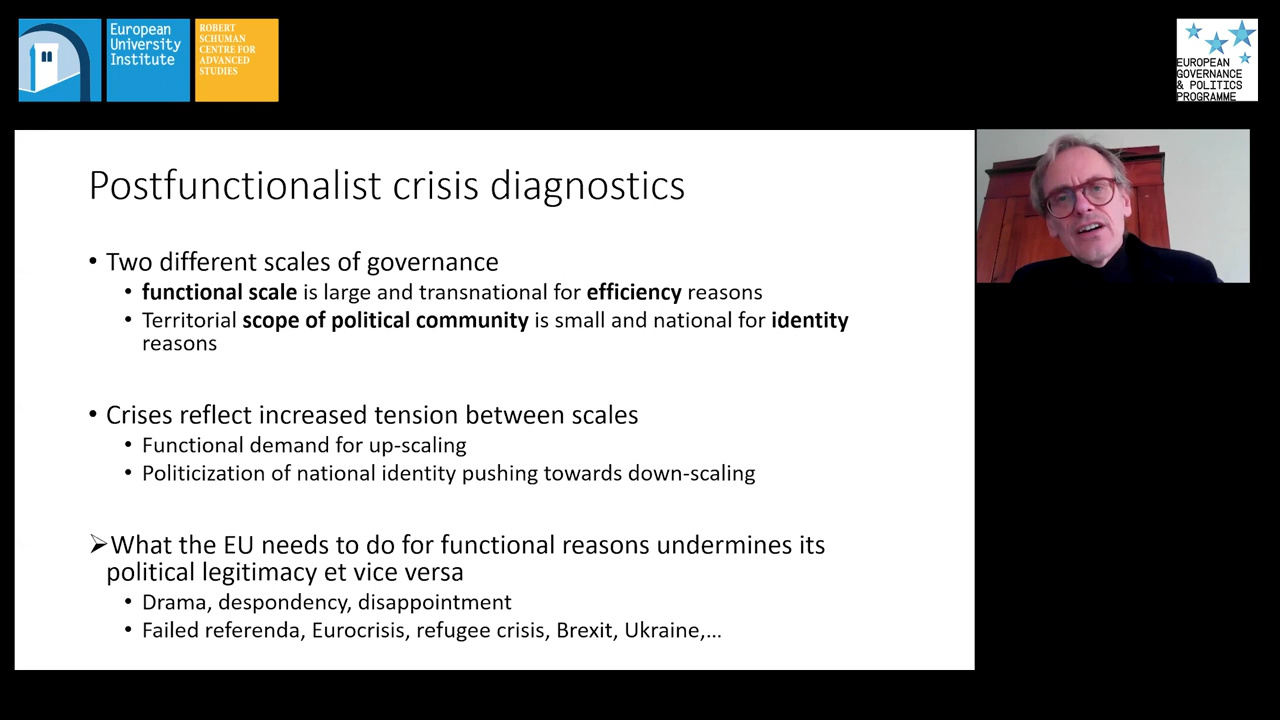 European
University
Institute
ROBERT
SCHUMAN
CENTRE FOR
ADVANCED
STUDIES
EUROPEAN
GOVERNANCE
& POLITICS
PROGRAMME
Postfunctionalist crisis diagnostics
• Two different scales of governance
• functional scale is large and transnational for efficiency reasons
• Territorial scope of political community is small and national for identity
reasons
• Crises reflect increased tension between scales
• Functional demand for up-scaling
• Politicization of national identity pushing towards down-scaling
➢What the EU needs to do for functional reasons undermines its
political legitimacy et vice versa
• Drama, despondency, disappointment
• Failed referenda, Eurocrisis, refugee crisis, Brexit, Ukraine,...